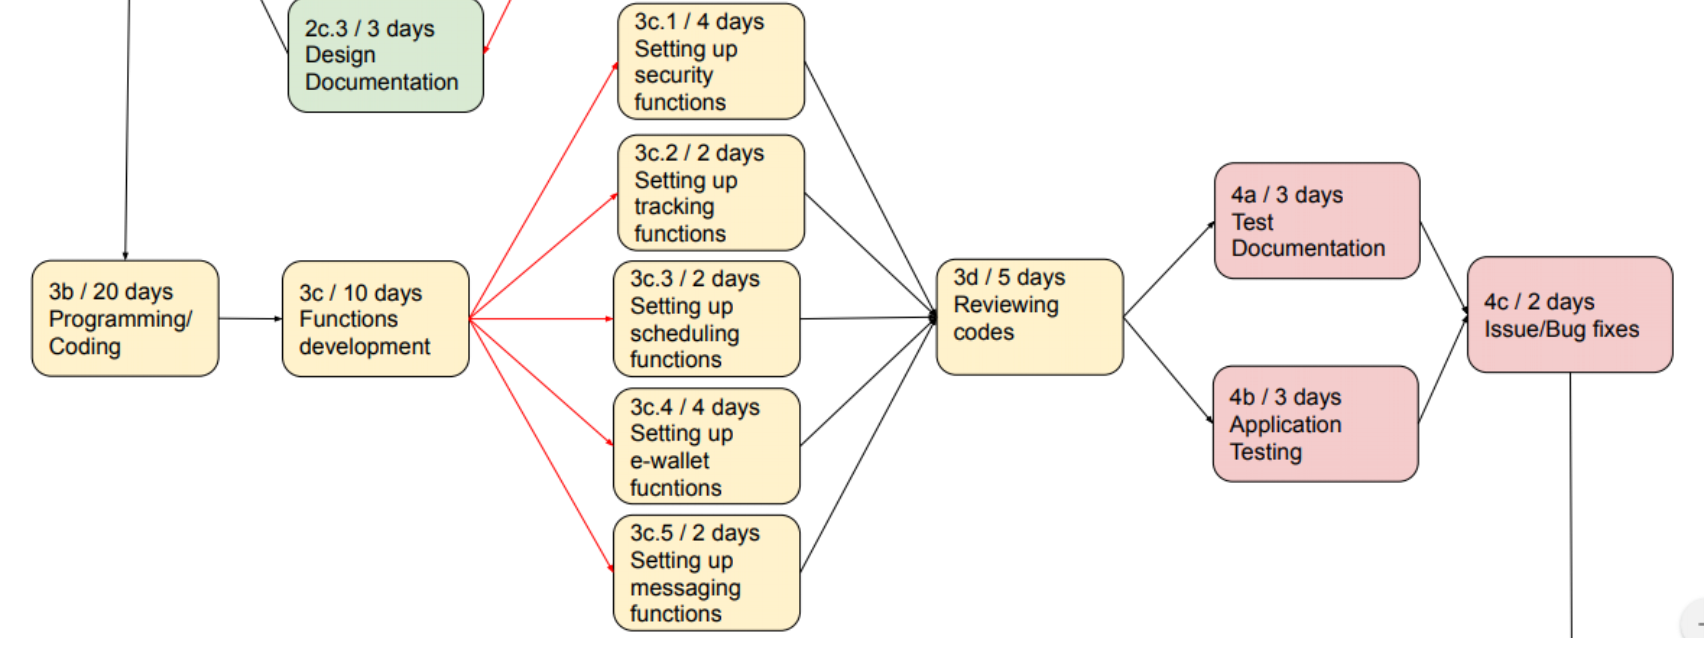 2c.3 / 3 days
Design
Documentation
3c.1 / 4 days
Setting up
security
functions
3c.2 / 2 days
Setting up
tracking
functions
3b / 20 days
Programming/
Coding
3c / 10 days
Functions
development
3c.3 / 2 days
Setting up
scheduling
functions
3c.4 / 4 days
Setting up
e-wallet
fucntions
3c.5 / 2 days
Setting up
messaging
functions
3d / 5 days
Reviewing
codes
4a / 3 days
Test
Documentation
4b / 3 days
Application
Testing
4c / 2 days
Issue/Bug fixes